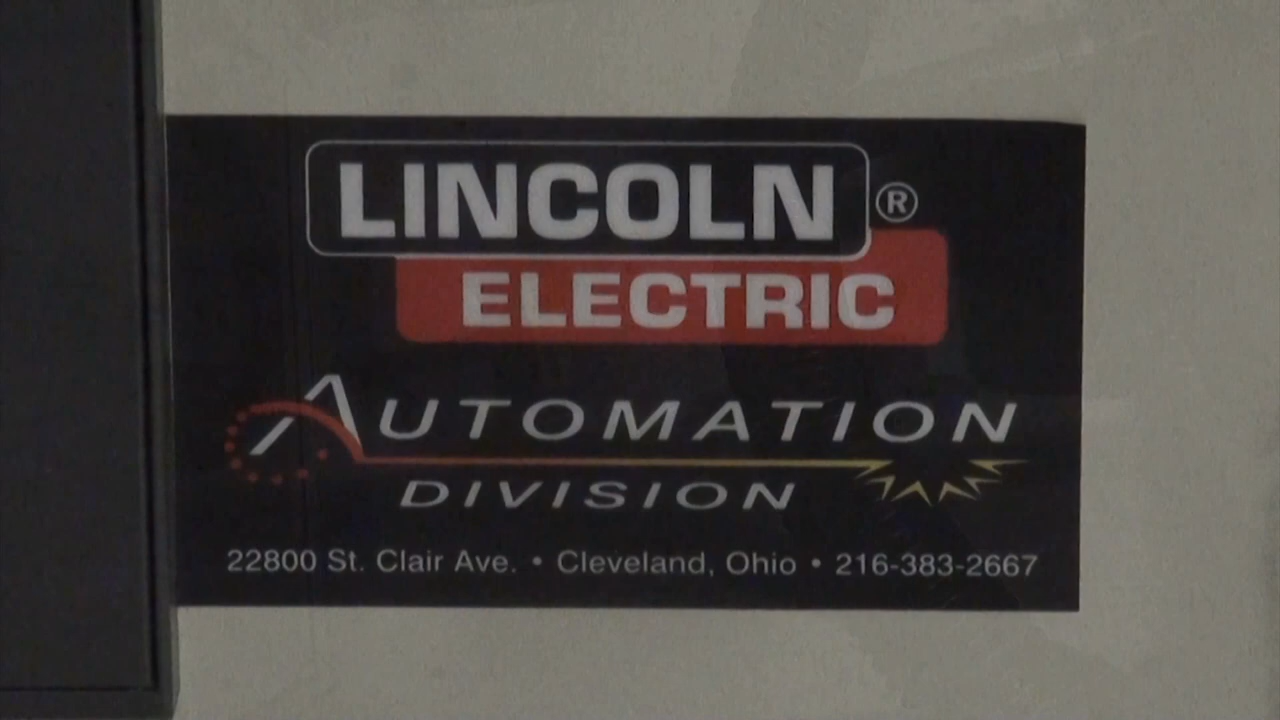 LINCOLN ®
ELECTRIC
AUTOMATION
DIVISION
22800 St. Clair Ave. • Cleveland, Ohio • 216-383-2667